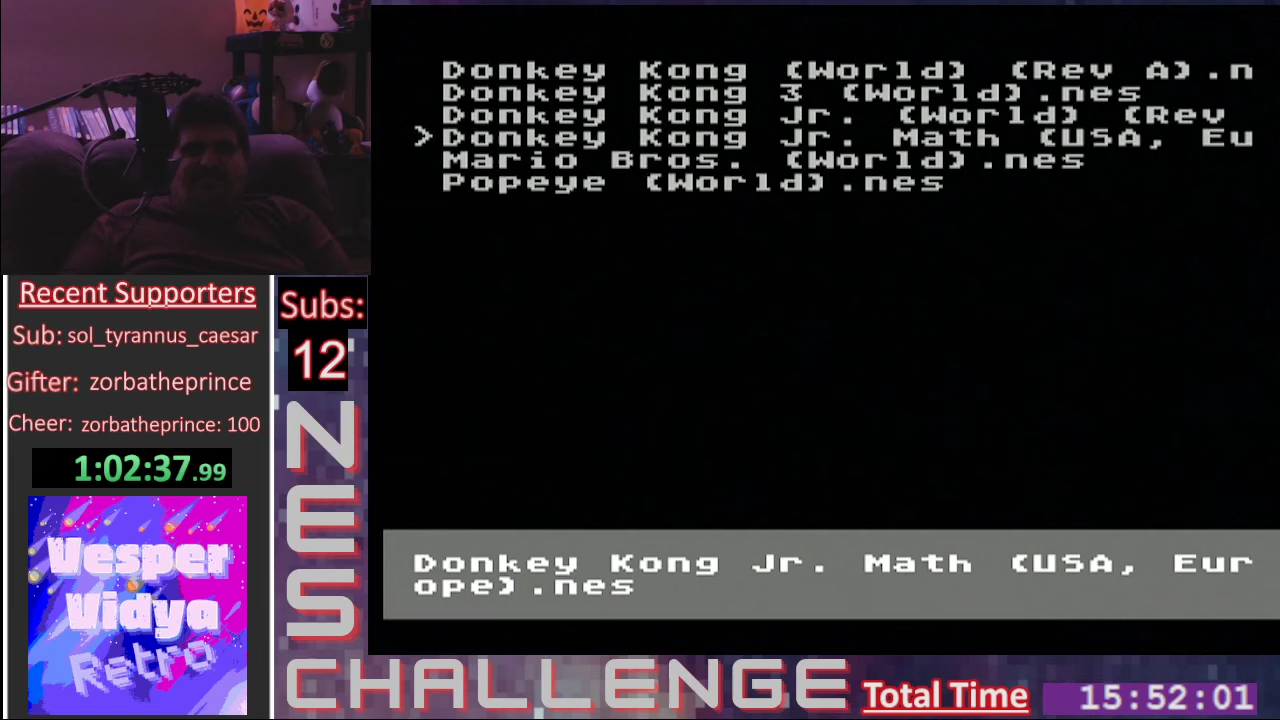 Donkey Kong (World) (Rev A).n
Donkey Kong 3 (World).nes
Donkey Kong Jr. (World) (Rev
>Donkey Kong Jr. Math (USA, Eu
Mario Bros. (World).nes
Popeye (World).nes
Donkey Kong Jr. Math (USA, Eur
ope).nes
Recent Supporters
Sub: sol_tyrannus_caesar
Gifter: zorbatheprince
Cheer: zorbatheprince: 100
1:02:37.99
Vesper
Vidya
Retro
Subs:
12
NES
CHALLENGE
Total Time
15:52:01